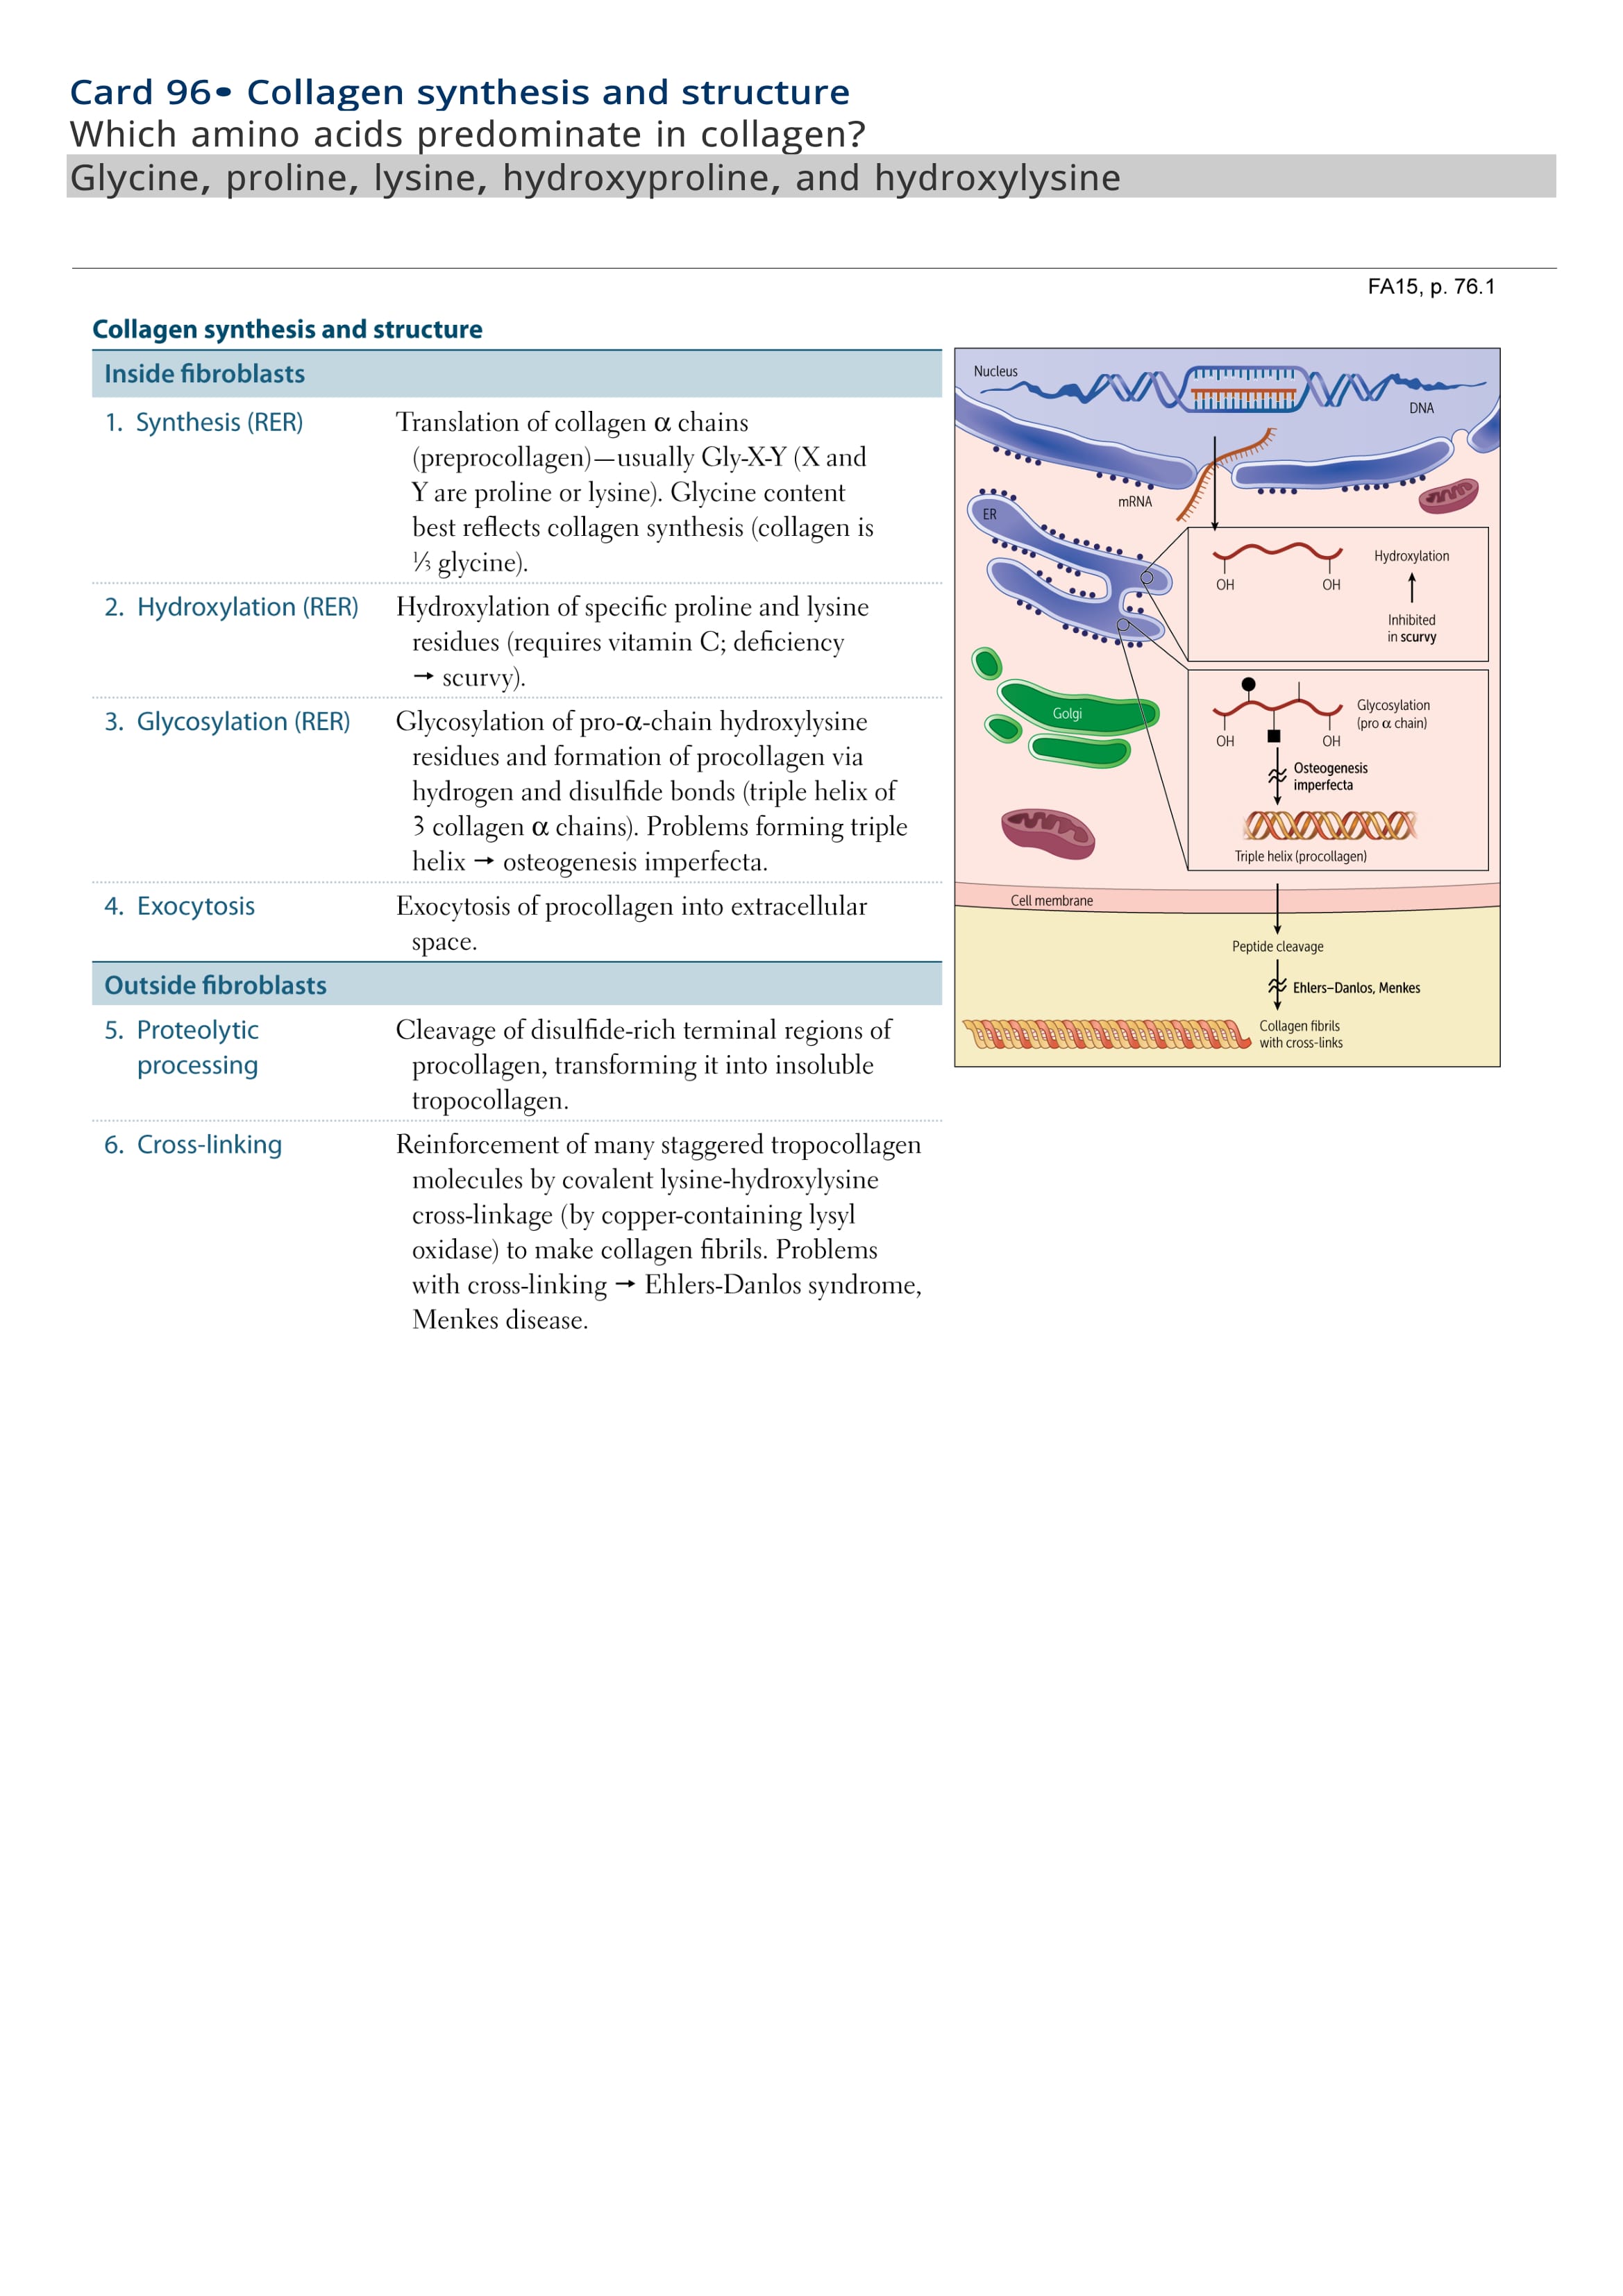 Card 96• Collagen synthesis and structure
Which amino acids predominate in collagen?
Glycine, proline, lysine, hydroxyproline, and hydroxylysine
FA15, p. 76.1
Collagen synthesis and structure
Inside fibroblasts
1. Synthesis (RER)
Translation of collagen α chains
(preprocollagen)—usually Gly-X-Y (X and
Y are proline or lysine). Glycine content
best reflects collagen synthesis (collagen is
⅓ glycine).
2. Hydroxylation (RER)
Hydroxylation of specific proline and lysine
residues (requires vitamin C; deficiency
→ scurvy).
3. Glycosylation (RER)
Glycosylation of pro-α-chain hydroxylysine
residues and formation of procollagen via
hydrogen and disulfide bonds (triple helix of
3 collagen α chains). Problems forming triple
helix → osteogenesis imperfecta.
4. Exocytosis
Exocytosis of procollagen into extracellular
space.
Outside fibroblasts
5. Proteolytic
processing
Cleavage of disulfide-rich terminal regions of
procollagen, transforming it into insoluble
tropocollagen.
6. Cross-linking
Reinforcement of many staggered tropocollagen
molecules by covalent lysine-hydroxylysine
cross-linkage (by copper-containing lysyl
oxidase) to make collagen fibrils. Problems
with cross-linking → Ehlers-Danlos syndrome,
Menkes disease.
Nucleus
DNA
mRNA
ER
Hydroxylation
OH
OH
Inhibited
in scurvy
Golgi
Glycosylation
(pro α chain)
OH
OH
Osteogenesis
imperfecta
Triple helix (procollagen)
Cell membrane
Peptide cleavage
Ehlers–Danlos, Menkes
Collagen fibrils
with cross-links